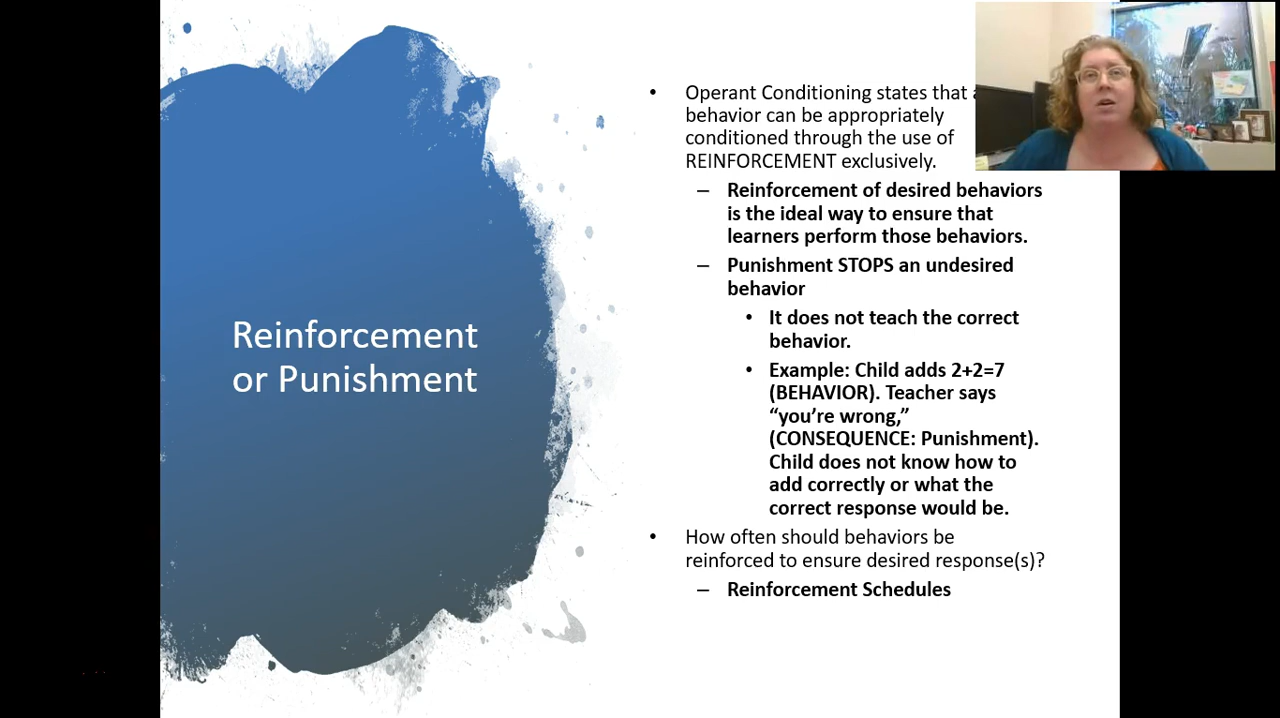 Reinforcement
or Punishment
• Operant Conditioning states that
behavior can be appropriately
conditioned through the use of
REINFORCEMENT exclusively.
– Reinforcement of desired behaviors
is the ideal way to ensure that
learners perform those behaviors.
– Punishment STOPS an undesired
behavior
• It does not teach the correct
behavior.
• Example: Child adds 2+2=7
(BEHAVIOR). Teacher says
“you’re wrong,”
(CONSEQUENCE: Punishment).
Child does not know how to
add correctly or what the
correct response would be.
• How often should behaviors be
reinforced to ensure desired response(s)?
– Reinforcement Schedules